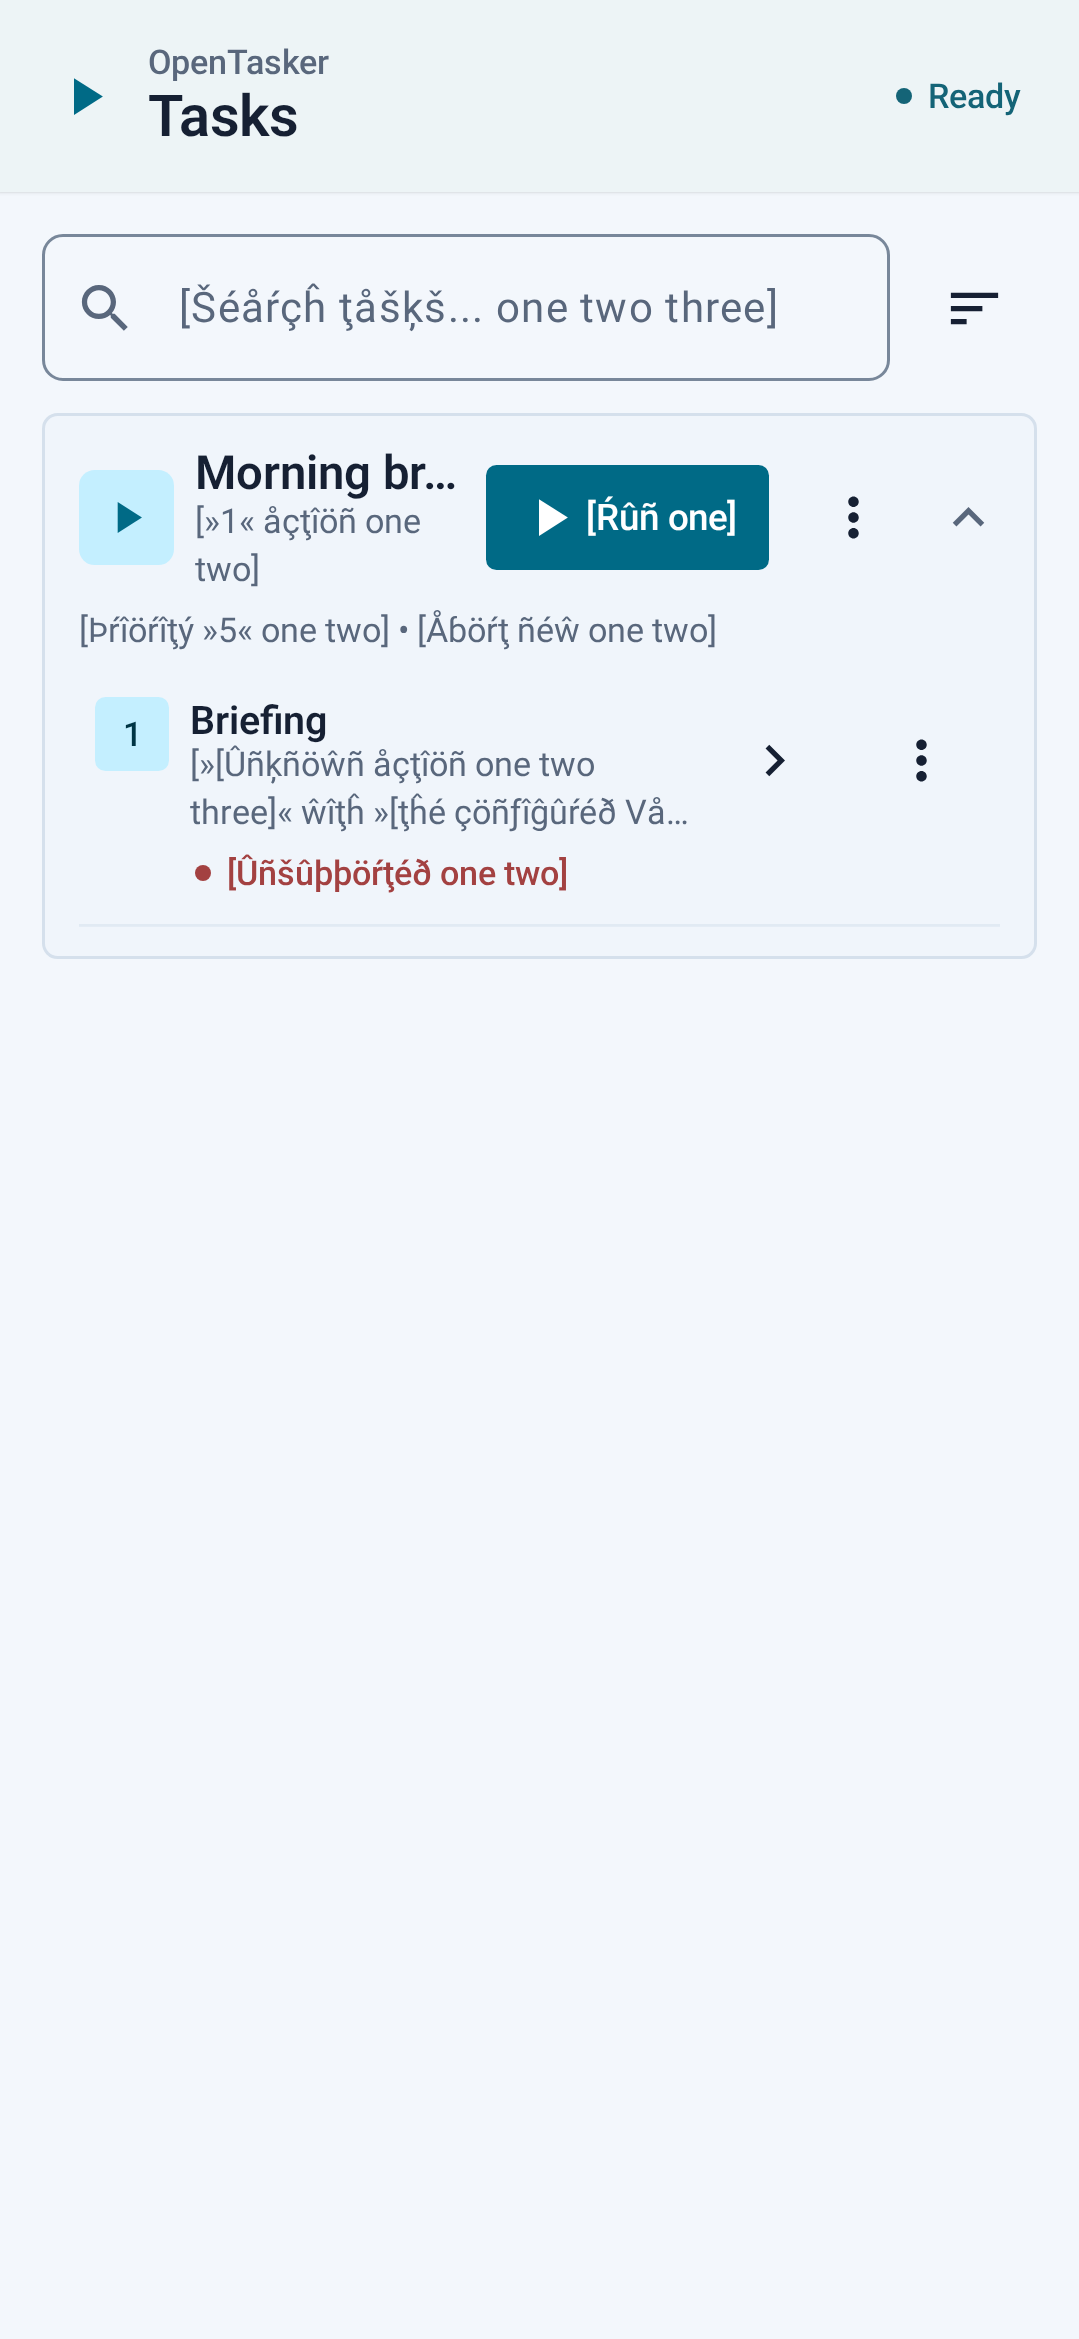 OpenTasker
Tasks
Ready
[Šéåŕçĥ ţåšķš... one two three]
Morning br...
[»1« åçţîöñ one
two]
[Ŕûñ one]
[Þŕîöŕîţý »5« one two] • [Åƀöŕţ ñéŵ one two]
1
Briefing
[»[Ûñķñöŵñ åçţîöñ one two
three]« ŵîţĥ »[ţĥé çöñƒîĝûŕéð Vå...
[Ûñšûþþöŕţéð one two]